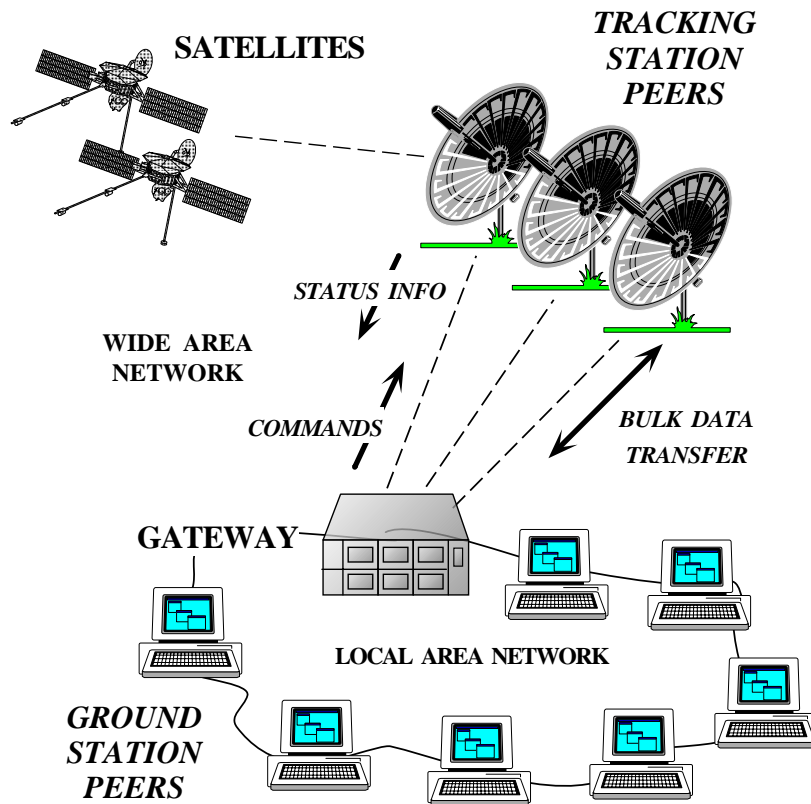 SATELLITES
TRACKING
STATION
PEERS
STATUS INFO
WIDE AREA
NETWORK
COMMANDS
BULK DATA
TRANSFER
GATEWAY
LOCAL AREA NETWORK
GROUND
STATION
PEERS